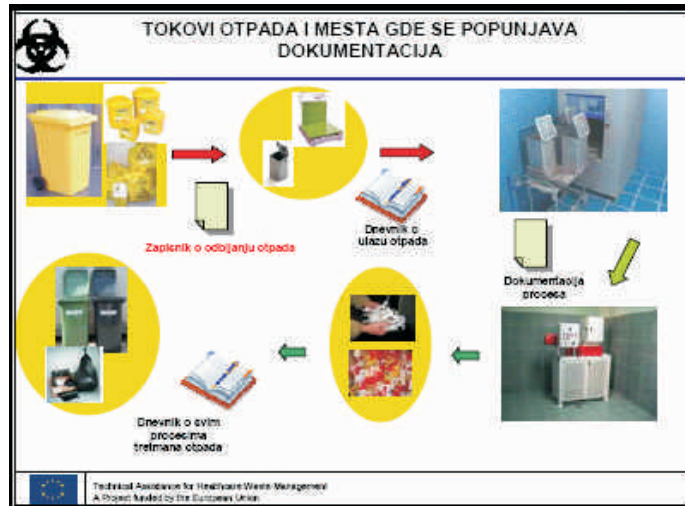 TOKOVI OTPADA I MESTA GDE SE POPUNJAVA
DOKUMENTACIJA
Zapisnik o odbijanju otpada
Dnevnik o
ulazu otpada
Dokumentacija
procesa
Dnevnik o svim
procesima
tretmana otpada
Technical Assistance for Healthcare Waste Management
A Project funded by the European Union